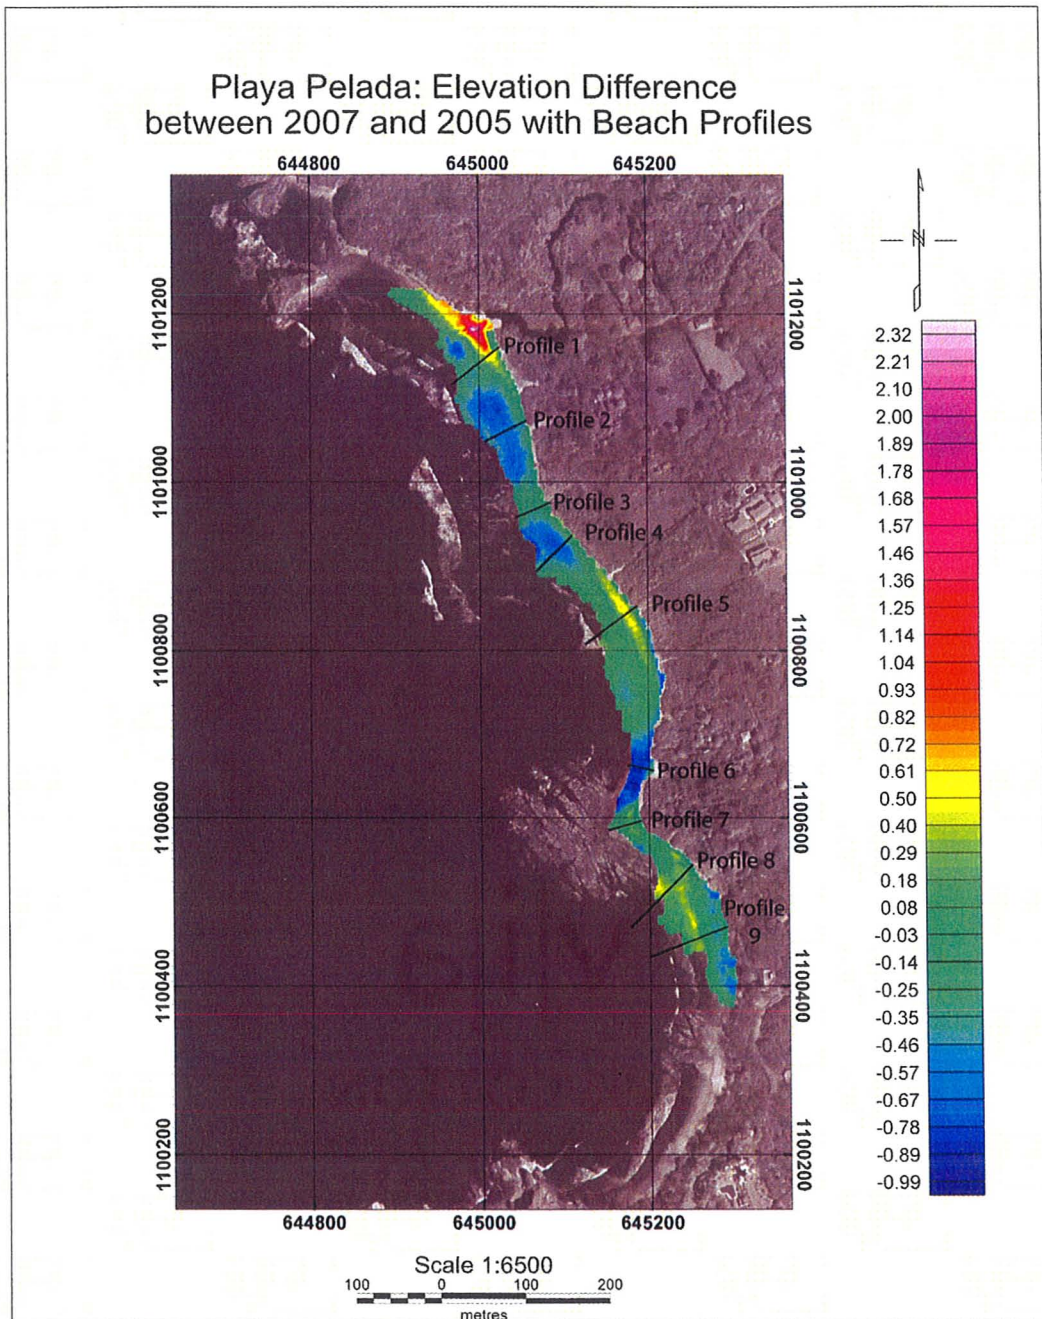 Playa Pelada: Elevation Difference
between 2007 and 2005 with Beach Profiles
644800 645000 645200
N
1101200 1101200
Profile 1
Profile 2
1101000 1101000
Profile 3
Profile 4
Profile 5
1100800 1100800
Profile 6
1100600 1100600
Profile 7
Profile 8
Profile
9
1100400 1100400
1100200 1100200
644800 645000 645200
2.32
2.21
2.10
2.00
1.89
1.78
1.68
1.57
1.46
1.36
1.25
1.14
1.04
0.93
0.82
0.72
0.61
0.50
0.40
0.29
0.18
0.08
-0.03
-0.14
-0.25
-0.35
-0.46
-0.57
-0.67
-0.78
-0.89
-0.99
Scale 1:6500
100 0 100 200
metres